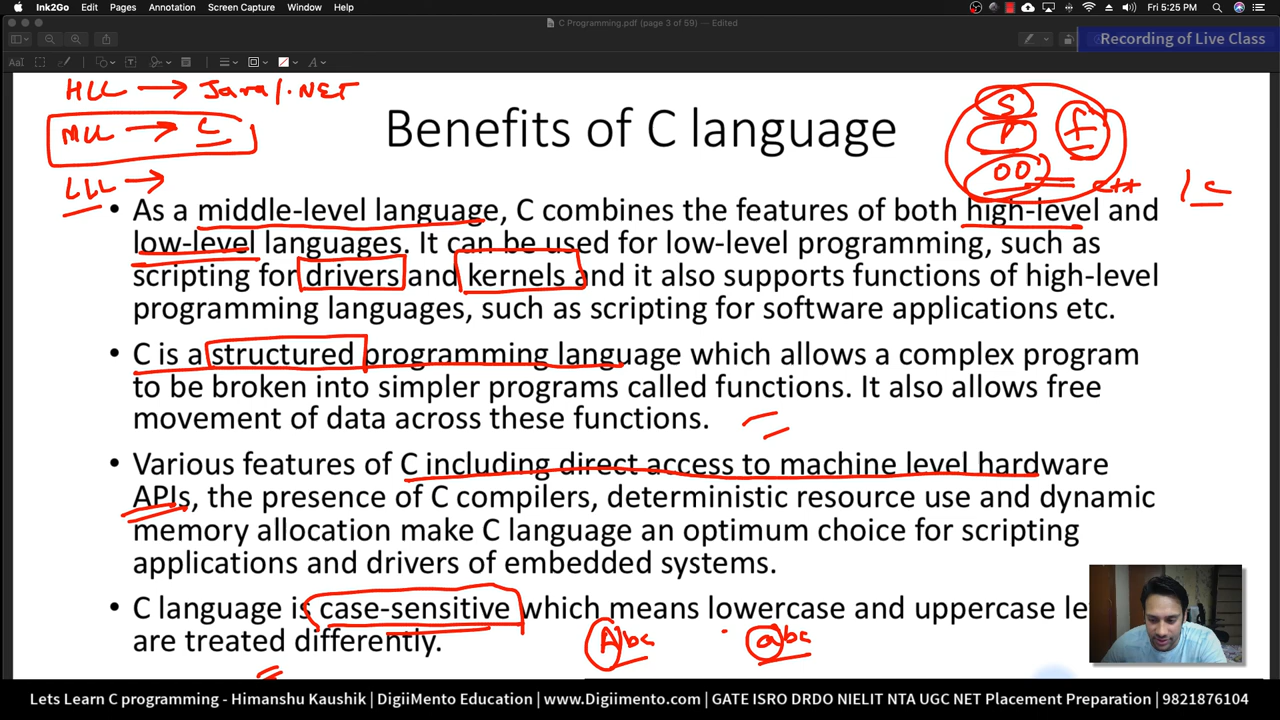 Ink2Go Edit Pages Annotation Screen Capture Window Help Fri 5:25 PM
C Programming.pdf (page 3 of 59) — Edited
Recording of Live Class
HLL → Java/.NET
MLL → C
LLL →
S
P
f
OO
C++
C
Benefits of C language
• As a middle-level language, C combines the features of both high-level and
low-level languages. It can be used for low-level programming, such as
scripting for drivers and kernels and it also supports functions of high-level
programming languages, such as scripting for software applications etc.
• C is a structured programming language which allows a complex program
to be broken into simpler programs called functions. It also allows free
movement of data across these functions.
• Various features of C including direct access to machine level hardware
APIs, the presence of C compilers, deterministic resource use and dynamic
memory allocation make C language an optimum choice for scripting
applications and drivers of embedded systems.
• C language is case-sensitive which means lowercase and uppercase le
are treated differently.
Abc abc
Lets Learn C programming - Himanshu Kaushik | DigiiMento Education | www.Digiimento.com | GATE ISRO DRDO NIELIT NTA UGC NET Placement Preparation | 9821876104